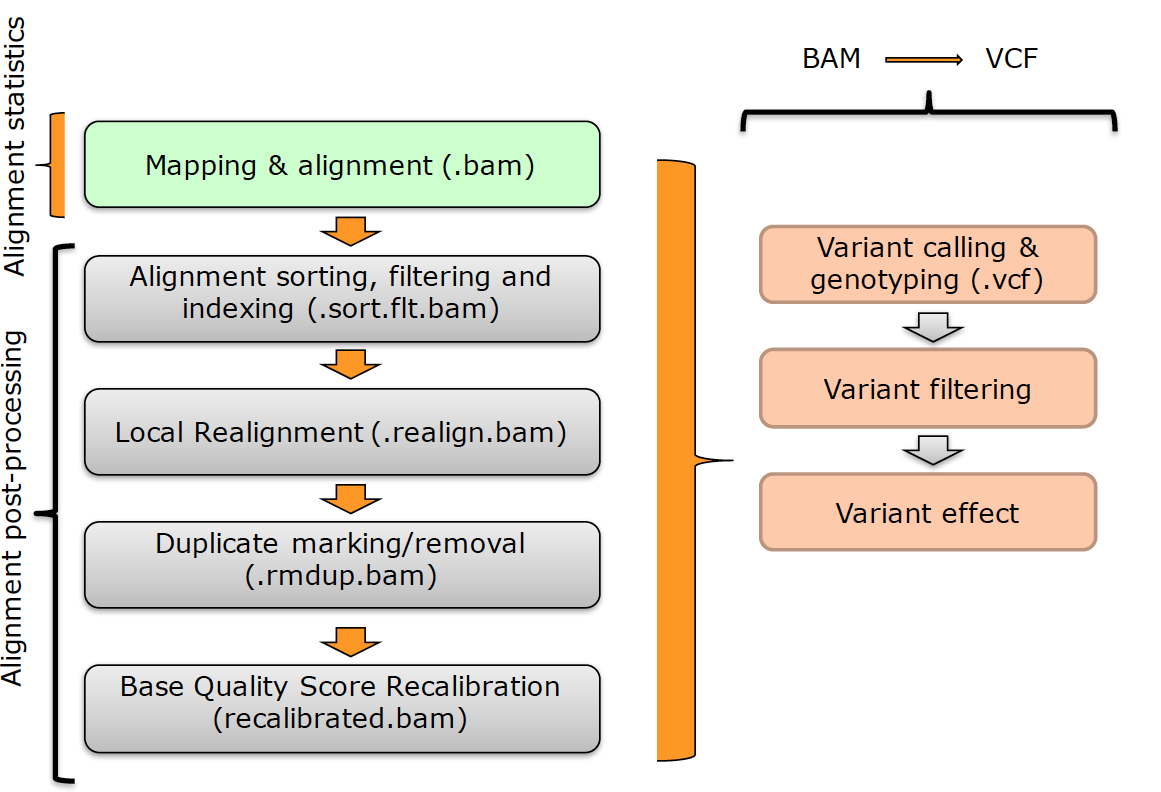 Alignment statistics
Mapping & alignment (.bam)
Alignment post-processing
Alignment sorting, filtering and
indexing (.sort.flt.bam)
Local Realignment (.realign.bam)
Duplicate marking/removal
(.rmdup.bam)
Base Quality Score Recalibration
(recalibrated.bam)
BAM VCF
Variant calling &
genotyping (.vcf)
Variant filtering
Variant effect